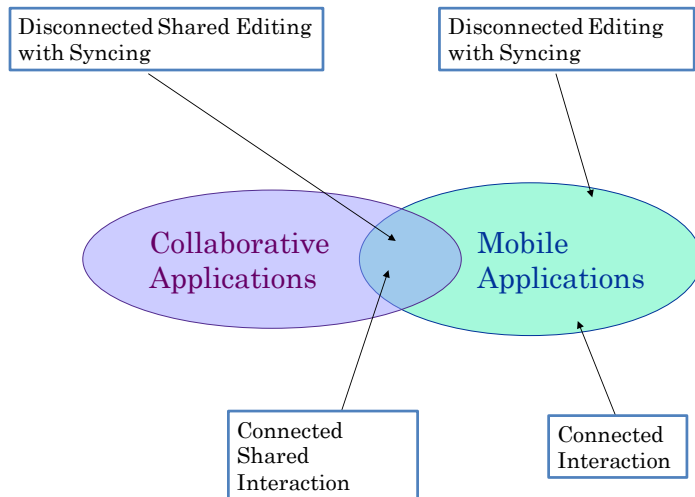 Disconnected Shared Editing
with Syncing
Disconnected Editing
with Syncing
Collaborative
Applications
Mobile
Applications
Connected
Shared
Interaction
Connected
Interaction